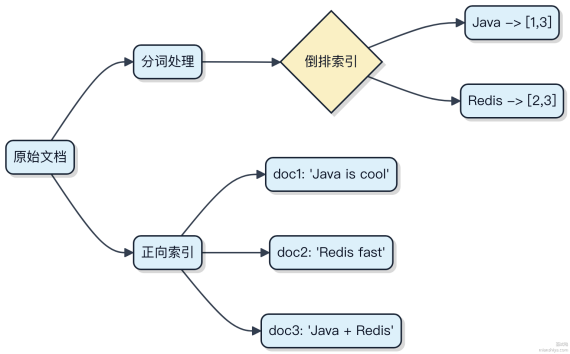 原始文档
分词处理
倒排索引
Java -> [1,3]
Redis -> [2,3]
正向索引
doc1: 'Java is cool'
doc2: 'Redis fast'
doc3: 'Java + Redis'